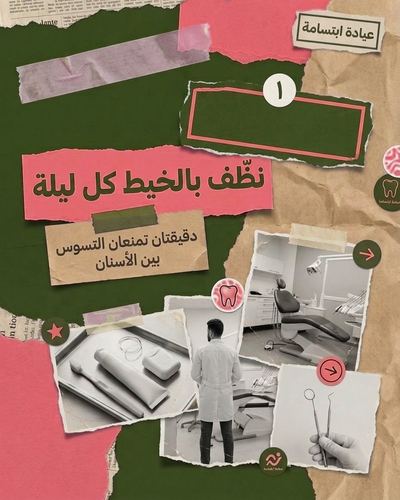 عيادة ابتسامة
١
نظّف بالخيط كل ليلة
دقيقتان تمنعان التسوس
بين الأسنان